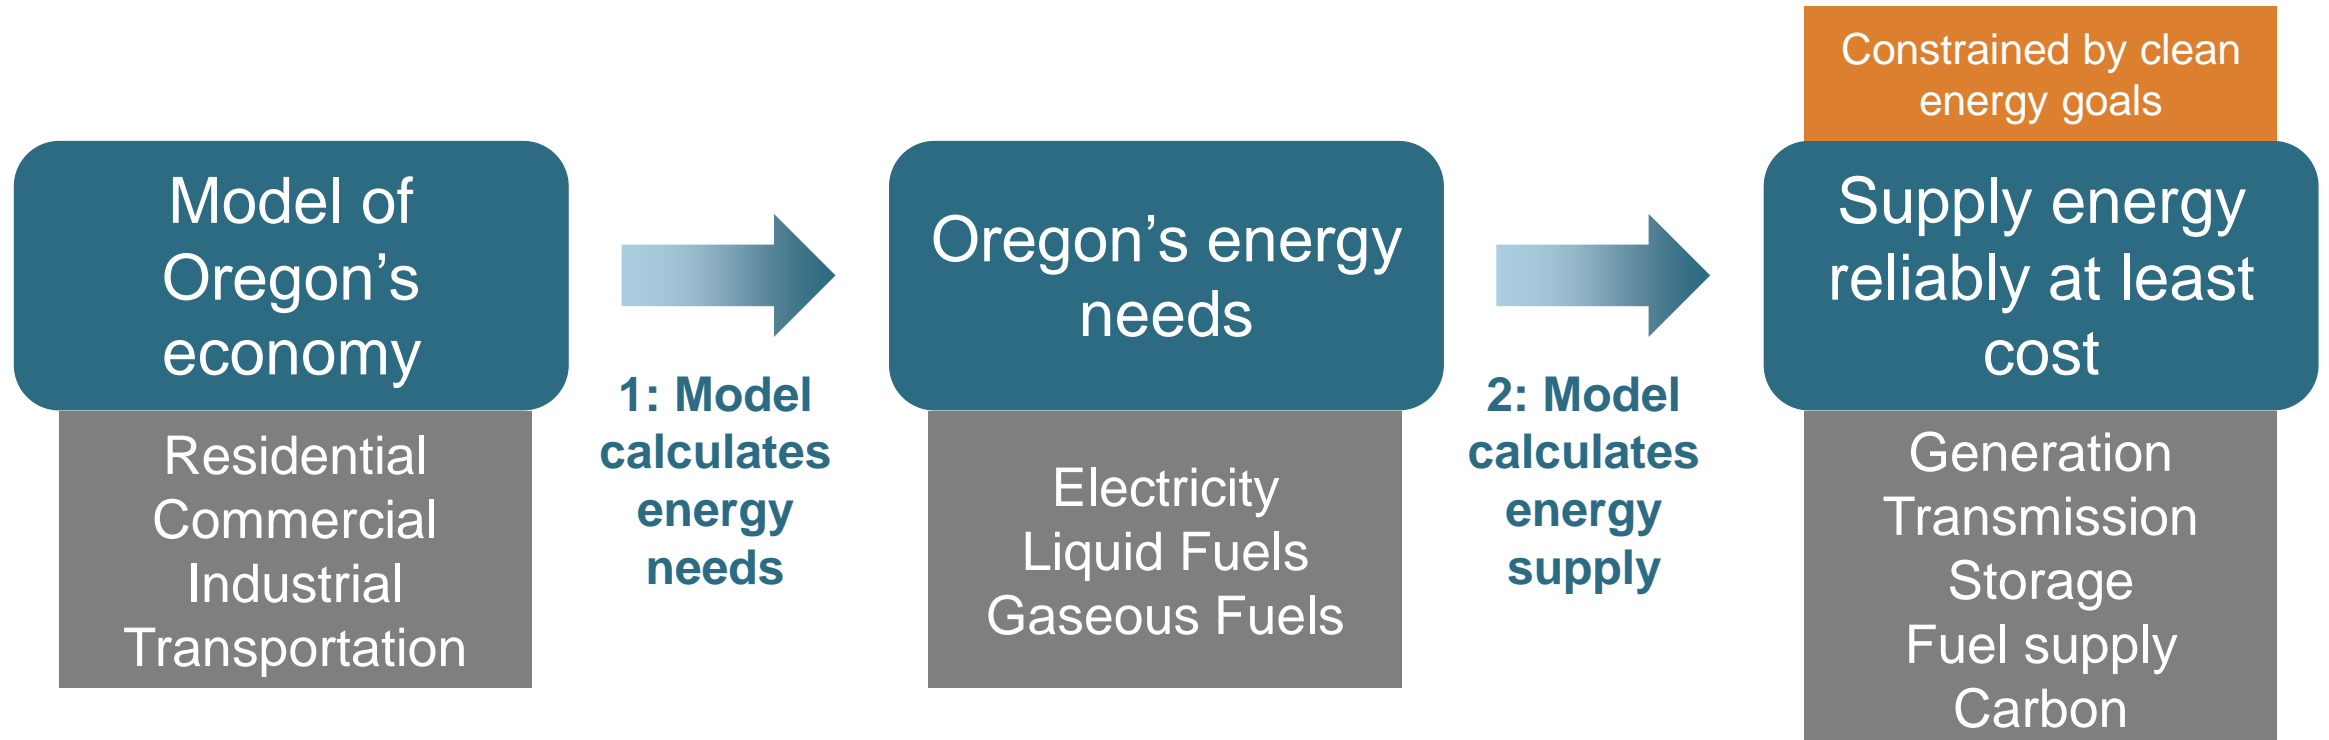 Constrained by clean
energy goals
Model of
Oregon’s
economy
Residential
Commercial
Industrial
Transportation
1: Model
calculates
energy
needs
Oregon’s energy
needs
Electricity
Liquid Fuels
Gaseous Fuels
2: Model
calculates
energy
supply
Supply energy
reliably at least
cost
Generation
Transmission
Storage
Fuel supply
Carbon